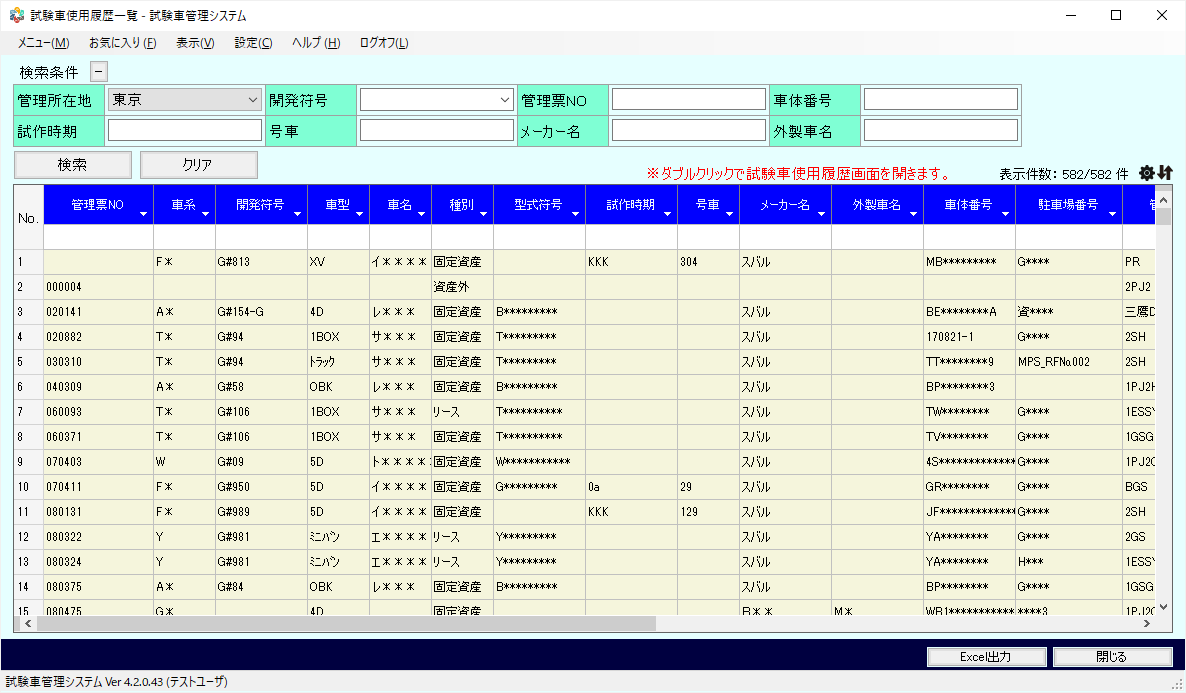 試験車使用履歴一覧 - 試験車管理システム
メニュー(M) お気に入り(F) 表示(V) 設定(C) ヘルプ(H) ログオフ(L)
検索条件 －
管理所在地 東京 開発符号 管理票NO 車体番号
試作時期 号車 メーカー名 外製車名
検索 クリア
※ダブルクリックで試験車使用履歴画面を開きます。 表示件数: 582/582 件
No. 管理票NO 車系 開発符号 車型 車名 種別 型式符号 試作時期 号車 メーカー名 外製車名 車体番号 駐車場番号
1 F＊ G#813 XV イ＊＊＊＊ 固定資産 KKK 304 スバル MB********* G**** PR
2 000004 資産外 2PJ2
3 020141 A＊ G#154-G 4D レ＊＊＊ 固定資産 B********* スバル BE********A 資**** 三鷹D
4 020882 T＊ G#94 1BOX サ＊＊＊ 固定資産 T********* スバル 170821-1 G**** 2SH
5 030310 T＊ G#94 トラック サ＊＊＊ 固定資産 T********* スバル TT********9 MPS_RF№002 2SH
6 040309 A＊ G#58 OBK レ＊＊＊ 固定資産 B********* スバル BP********3 1PJ2H
7 060093 T＊ G#106 1BOX サ＊＊＊ リース T********** スバル TW******** G**** 1ESSY
8 060371 T＊ G#106 1BOX サ＊＊＊ 固定資産 T********** スバル TV******** G**** 1GSG
9 070403 W G#09 5D ト＊＊＊＊ 固定資産 W*********** スバル 4S************* G**** 1PJ2G
10 070411 F＊ G#950 5D イ＊＊＊＊ 固定資産 G********* 0a 29 スバル GR******** G**** BGS
11 080131 F＊ G#989 5D イ＊＊＊＊ 固定資産 KKK 129 スバル JF************* G**** 2SH
12 080322 Y G#981 ミニバン エ＊＊＊＊ リース Y********* スバル YA******** G**** 2GS
13 080324 Y G#981 ミニバン エ＊＊＊＊ リース Y********* スバル YA******** H*** 1ESSY
14 080375 A＊ G#84 OBK レ＊＊＊ 固定資産 B********* スバル BP******** G**** 1GSG
15 080475 G＊ 4D 固定資産 B＊＊ M＊ WB1************ ****3 1PJ2G
Excel出力 閉じる
試験車管理システム Ver 4.2.0.43 (テストユーザ)